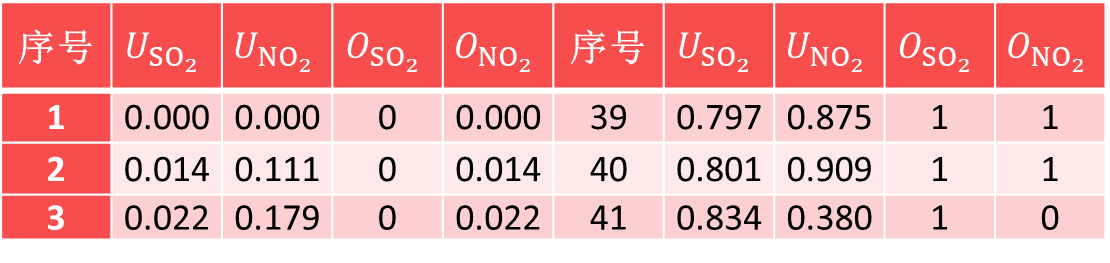 序号 U_SO₂ U_NO₂ O_SO₂ O_NO₂ 序号 U_SO₂ U_NO₂ O_SO₂ O_NO₂
1 0.000 0.000 0 0.000 39 0.797 0.875 1 1
2 0.014 0.111 0 0.014 40 0.801 0.909 1 1
3 0.022 0.179 0 0.022 41 0.834 0.380 1 0